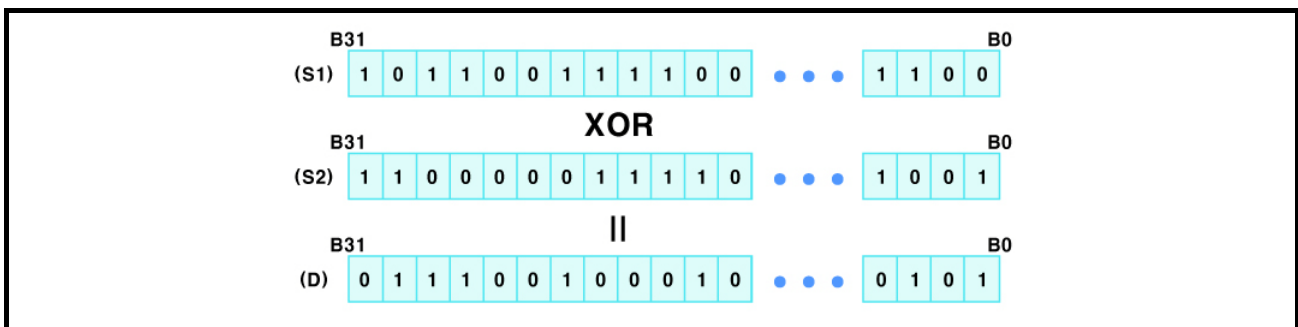 B31 B0
(S1) 1 0 1 1 0 0 1 1 1 1 0 0 ● ● ● 1 1 0 0
XOR
B31 B0
(S2) 1 1 0 0 0 0 0 1 1 1 1 0 ● ● ● 1 0 0 1
||
B31 B0
(D) 0 1 1 1 0 0 1 0 0 0 1 0 ● ● ● 0 1 0 1